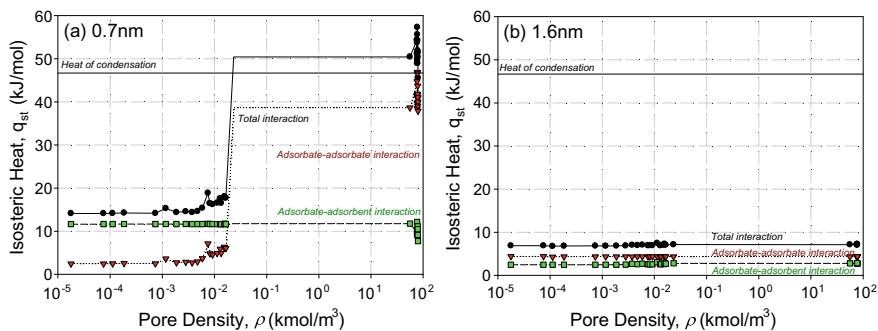 (a) 0.7nm
Isosteric Heat, qst (kJ/mol)
60
50
40
30
20
10
0
Heat of condensation
Total interaction
Adsorbate-adsorbate interaction
Adsorbate-adsorbent interaction
10-5 10-4 10-3 10-2 10-1 100 101 102
Pore Density, ρ (kmol/m3)
(b) 1.6nm
Isosteric Heat, qst (kJ/mol)
60
50
40
30
20
10
0
Heat of condensation
Total interaction
Adsorbate-adsorbate interaction
Adsorbate-adsorbent interaction
10-5 10-4 10-3 10-2 10-1 100 101 102
Pore Density, ρ (kmol/m3)